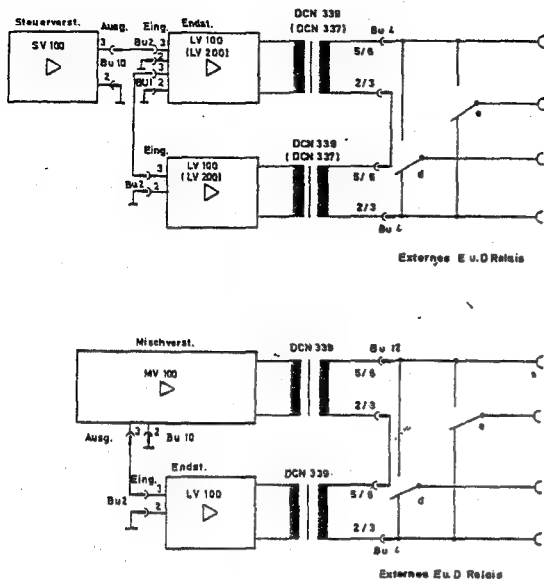 Steuerverst. Ausg. Eing. Endst. DCN 339 Bu 4
( DCN 337 )
SV 100 3 Bu2 3 LV 100 5/6
Bu 10 2 (LV 200)
3
2 BU1 2 2/3
e
DCN 339
Eing. (DCN 337)
3 LV 100 5/6
Bu2 2 (LV 200) d
2/3
Bu 4
Externes E u. D Relais
Mischverst. DCN 339 Bu 12
5/6
MV 100
2/3
e
Ausg. 3 2 Bu 10
Eing. Endst. DCN 339
3 5/6
Bu2 2 LV 100 d
2/3
Bu 4
Externes E u. D Relais